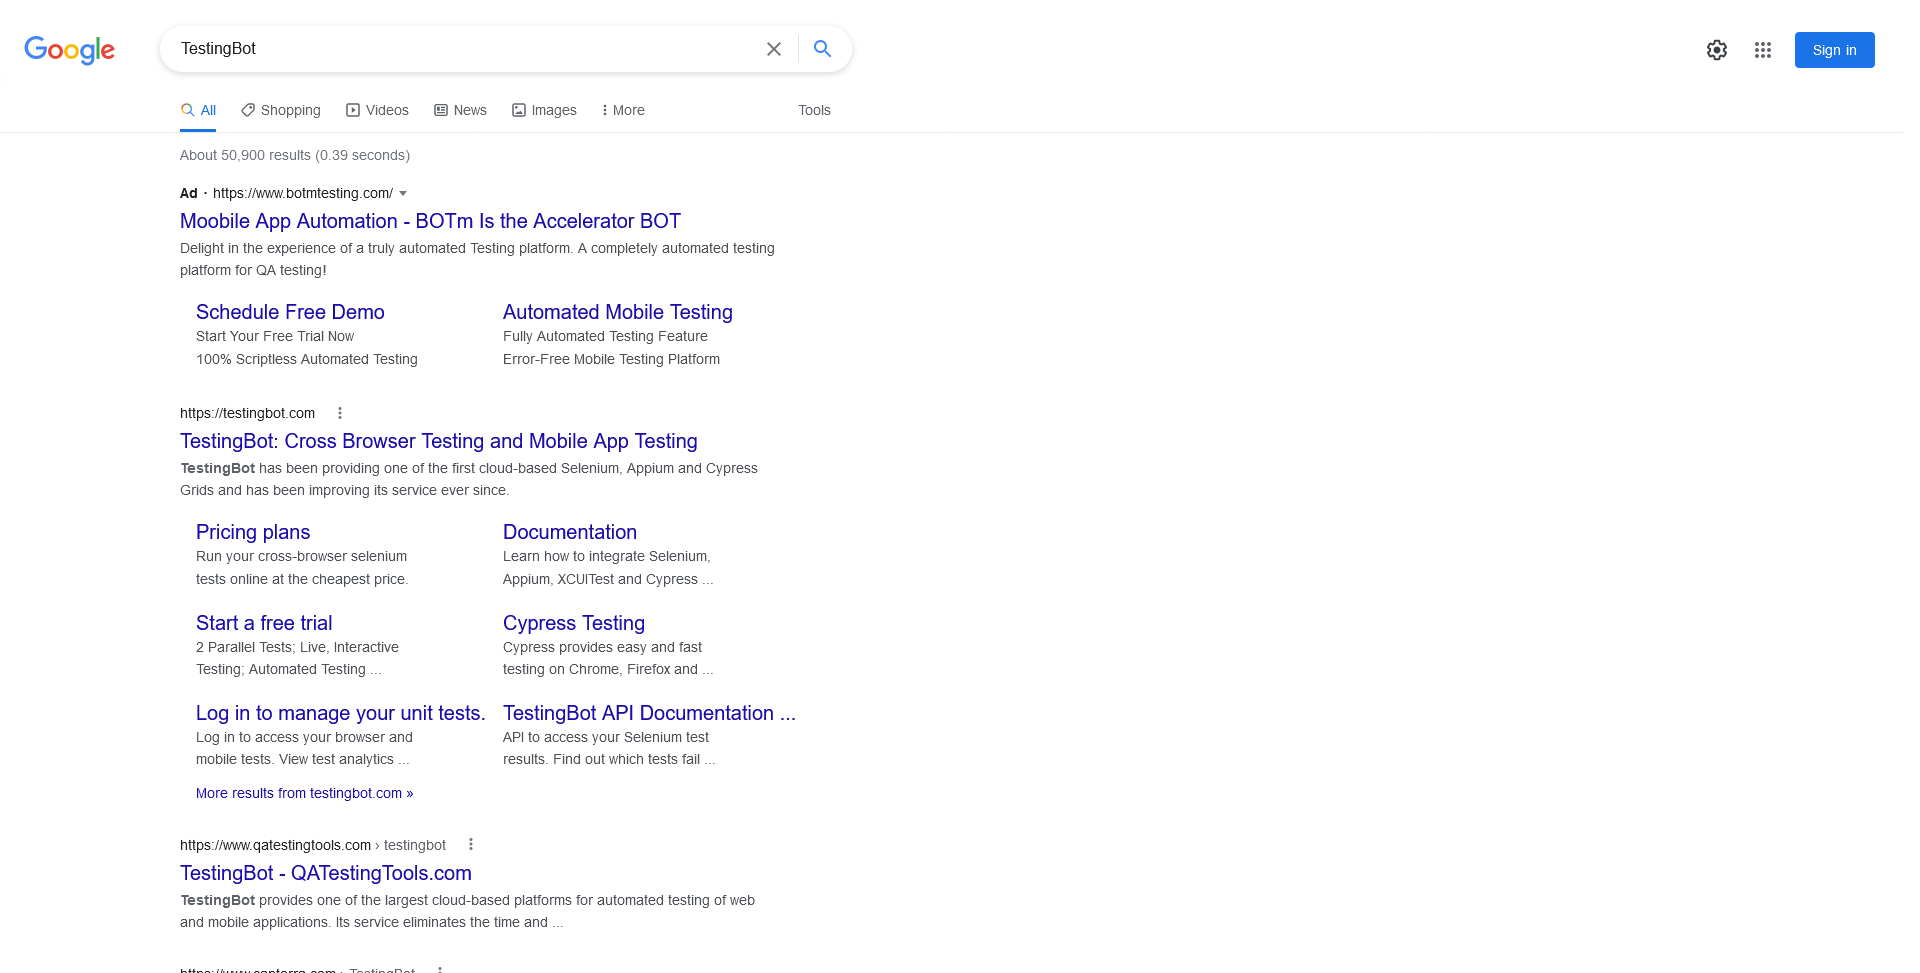 Google
TestingBot
Sign in
All
Shopping
Videos
News
Images
More
Tools
About 50,900 results (0.39 seconds)
Ad · https://www.botmtesting.com/
Moobile App Automation - BOTm Is the Accelerator BOT
Delight in the experience of a truly automated Testing platform. A completely automated testing
platform for QA testing!
Schedule Free Demo
Start Your Free Trial Now
100% Scriptless Automated Testing
Automated Mobile Testing
Fully Automated Testing Feature
Error-Free Mobile Testing Platform
https://testingbot.com
TestingBot: Cross Browser Testing and Mobile App Testing
TestingBot has been providing one of the first cloud-based Selenium, Appium and Cypress
Grids and has been improving its service ever since.
Pricing plans
Run your cross-browser selenium
tests online at the cheapest price.
Documentation
Learn how to integrate Selenium,
Appium, XCUITest and Cypress ...
Start a free trial
2 Parallel Tests; Live, Interactive
Testing; Automated Testing ...
Cypress Testing
Cypress provides easy and fast
testing on Chrome, Firefox and ...
Log in to manage your unit tests.
Log in to access your browser and
mobile tests. View test analytics ...
TestingBot API Documentation ...
API to access your Selenium test
results. Find out which tests fail ...
More results from testingbot.com »
https://www.qatestingtools.com › testingbot
TestingBot - QATestingTools.com
TestingBot provides one of the largest cloud-based platforms for automated testing of web
and mobile applications. Its service eliminates the time and ...
https://www.capterra.com › TestingBot